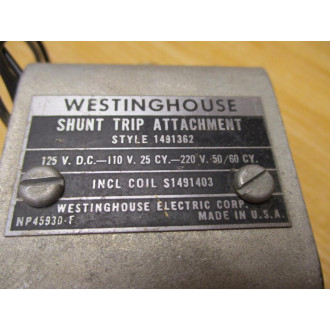 WESTINGHOUSE
SHUNT TRIP ATTACHMENT
STYLE 1491362
125 V. D.C.—110 V. 25 CY.—220 V. 50/60 CY.
INCL COIL S1491403
WESTINGHOUSE ELECTRIC CORP.
NP45930-F MADE IN U.S.A.